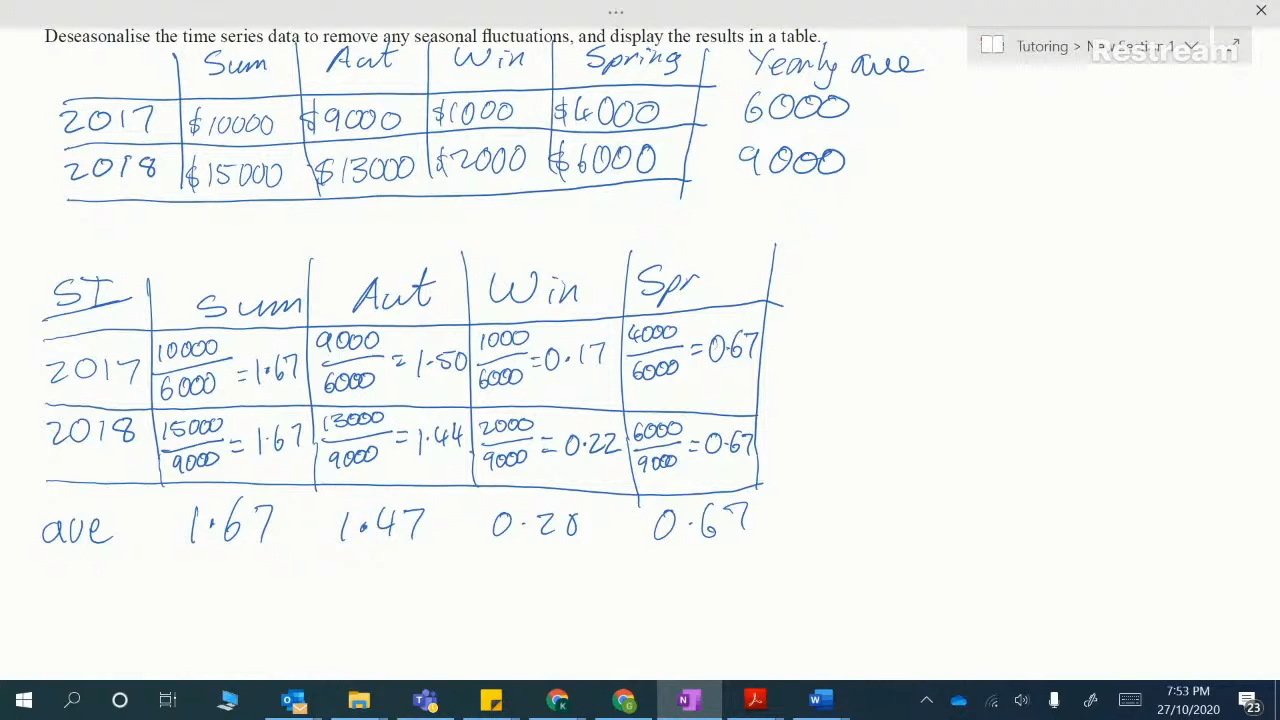 Deseasonalise the time series data to remove any seasonal fluctuations, and display the results in a table.
Tutoring > New Section 1
Restream
Sum Aut Win Spring Yearly ave
2017 $10000 $9000 $1000 $4000 6000
2018 $15000 $13000 $2000 $6000 9000
SI Sum Aut Win Spr
2017 10000/6000 = 1.67 9000/6000 = 1.50 1000/6000 = 0.17 4000/6000 = 0.67
2018 15000/9000 = 1.67 13000/9000 = 1.44 2000/9000 = 0.22 6000/9000 = 0.67
ave 1.67 1.47 0.20 0.67
7:53 PM
27/10/2020
23